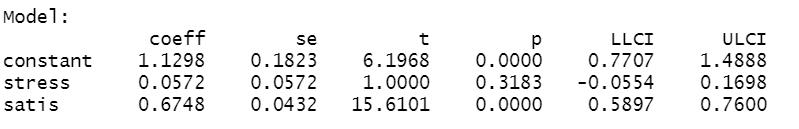 Model:
coeff se t p LLCI ULCI
constant 1.1298 0.1823 6.1968 0.0000 0.7707 1.4888
stress 0.0572 0.0572 1.0000 0.3183 -0.0554 0.1698
satis 0.6748 0.0432 15.6101 0.0000 0.5897 0.7600